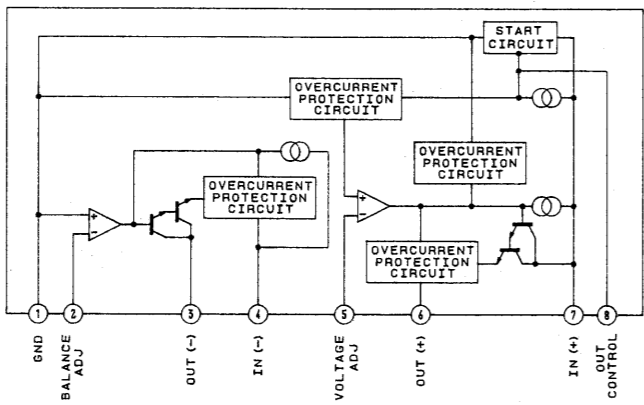 START
CIRCUIT
OVERCURRENT
PROTECTION
CIRCUIT
OVERCURRENT
PROTECTION
CIRCUIT
OVERCURRENT
PROTECTION
CIRCUIT
+
-
+
-
OVERCURRENT
PROTECTION
CIRCUIT
1
2
3
4
5
6
7
8
GND
BALANCE
ADJ
OUT (-)
IN (-)
VOLTAGE
ADJ
OUT (+)
IN (+)
OUT
CONTROL